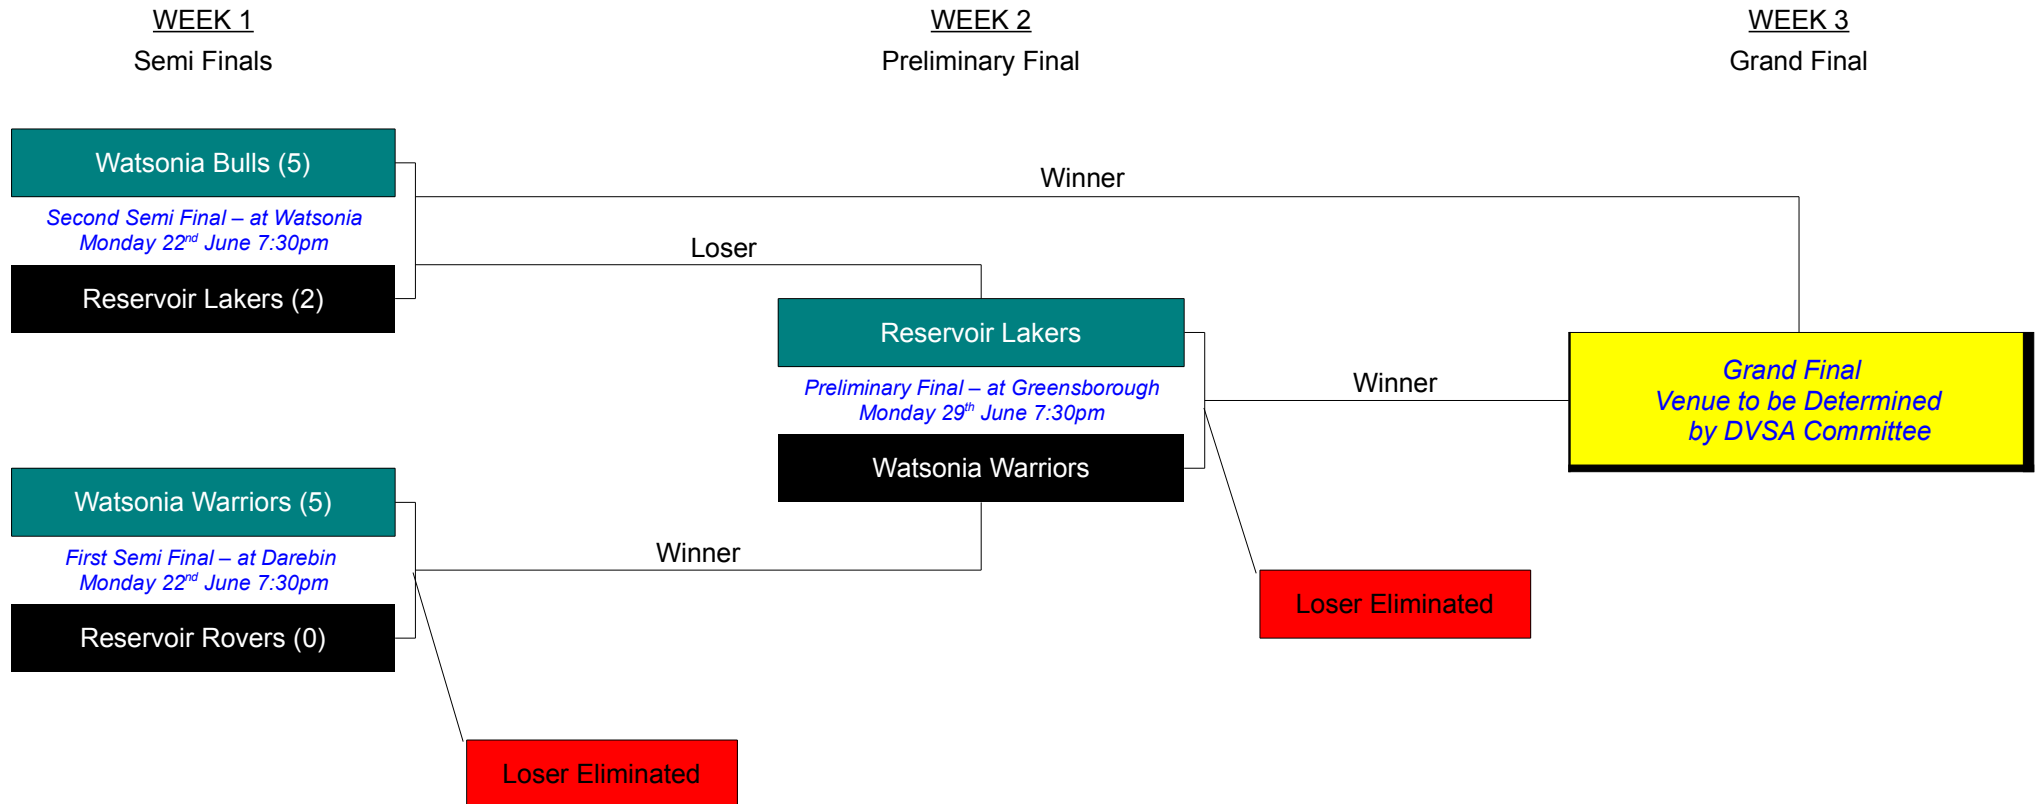 WEEK 1
Semi Finals
WEEK 2
Preliminary Final
WEEK 3
Grand Final
Watsonia Bulls (5)
Second Semi Final – at Watsonia
Monday 22nd June 7:30pm
Reservoir Lakers (2)
Winner
Loser
Reservoir Lakers
Preliminary Final – at Greensborough
Monday 29th June 7:30pm
Watsonia Warriors
Winner
Grand Final
Venue to be Determined
by DVSA Committee
Watsonia Warriors (5)
First Semi Final – at Darebin
Monday 22nd June 7:30pm
Reservoir Rovers (0)
Winner
Loser Eliminated
Loser Eliminated